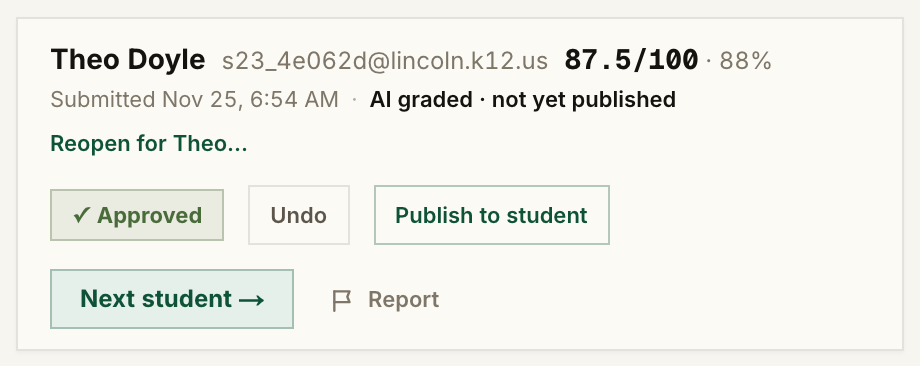 Theo Doyle s23_4e062d@lincoln.k12.us 87.5/100 · 88%
Submitted Nov 25, 6:54 AM · AI graded · not yet published
Reopen for Theo...
✓ Approved Undo Publish to student
Next student → Report